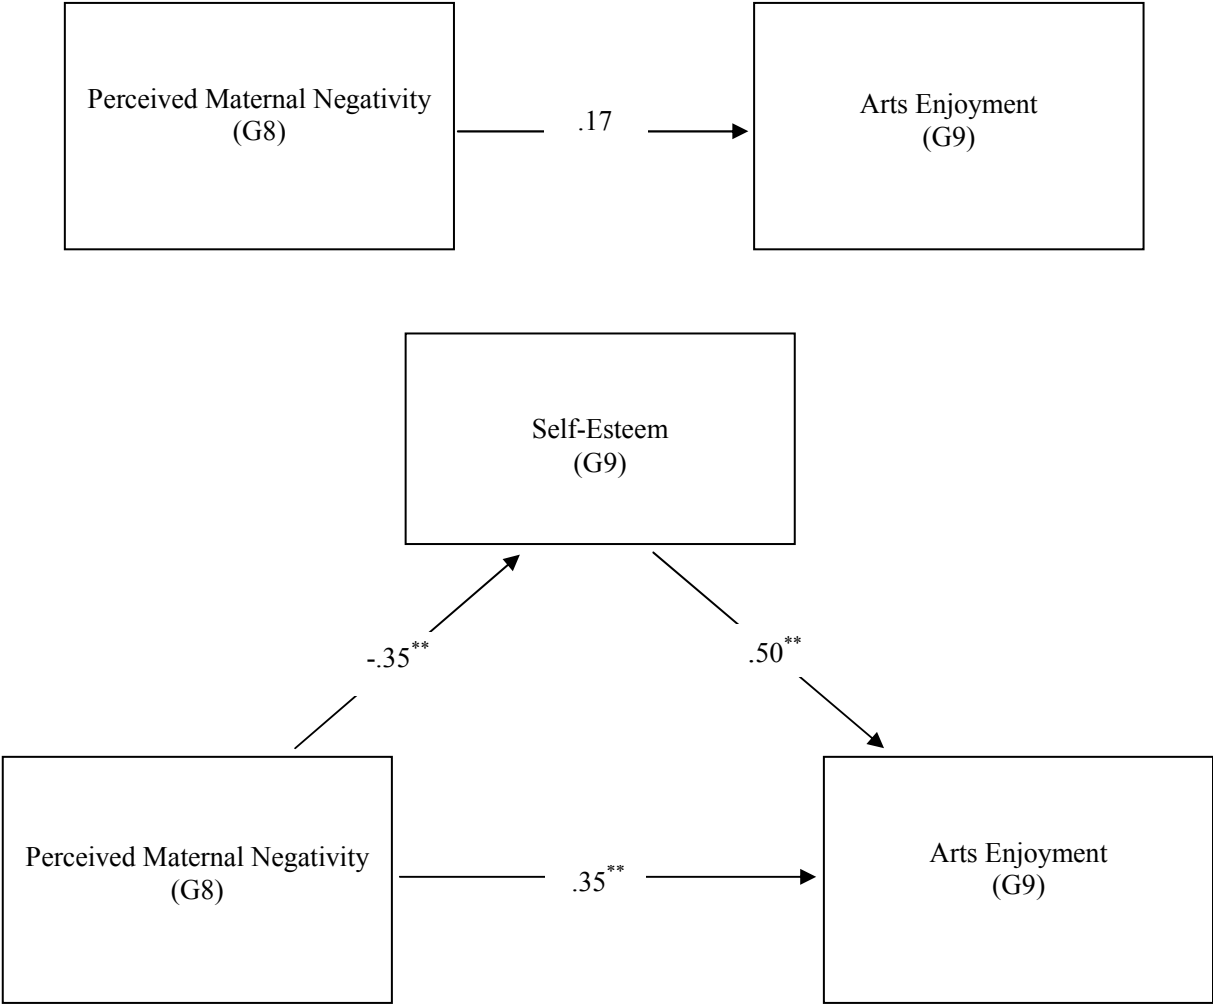 Perceived Maternal Negativity
(G8)
.17
Arts Enjoyment
(G9)
Self-Esteem
(G9)
-.35**
.50**
Perceived Maternal Negativity
(G8)
.35**
Arts Enjoyment
(G9)